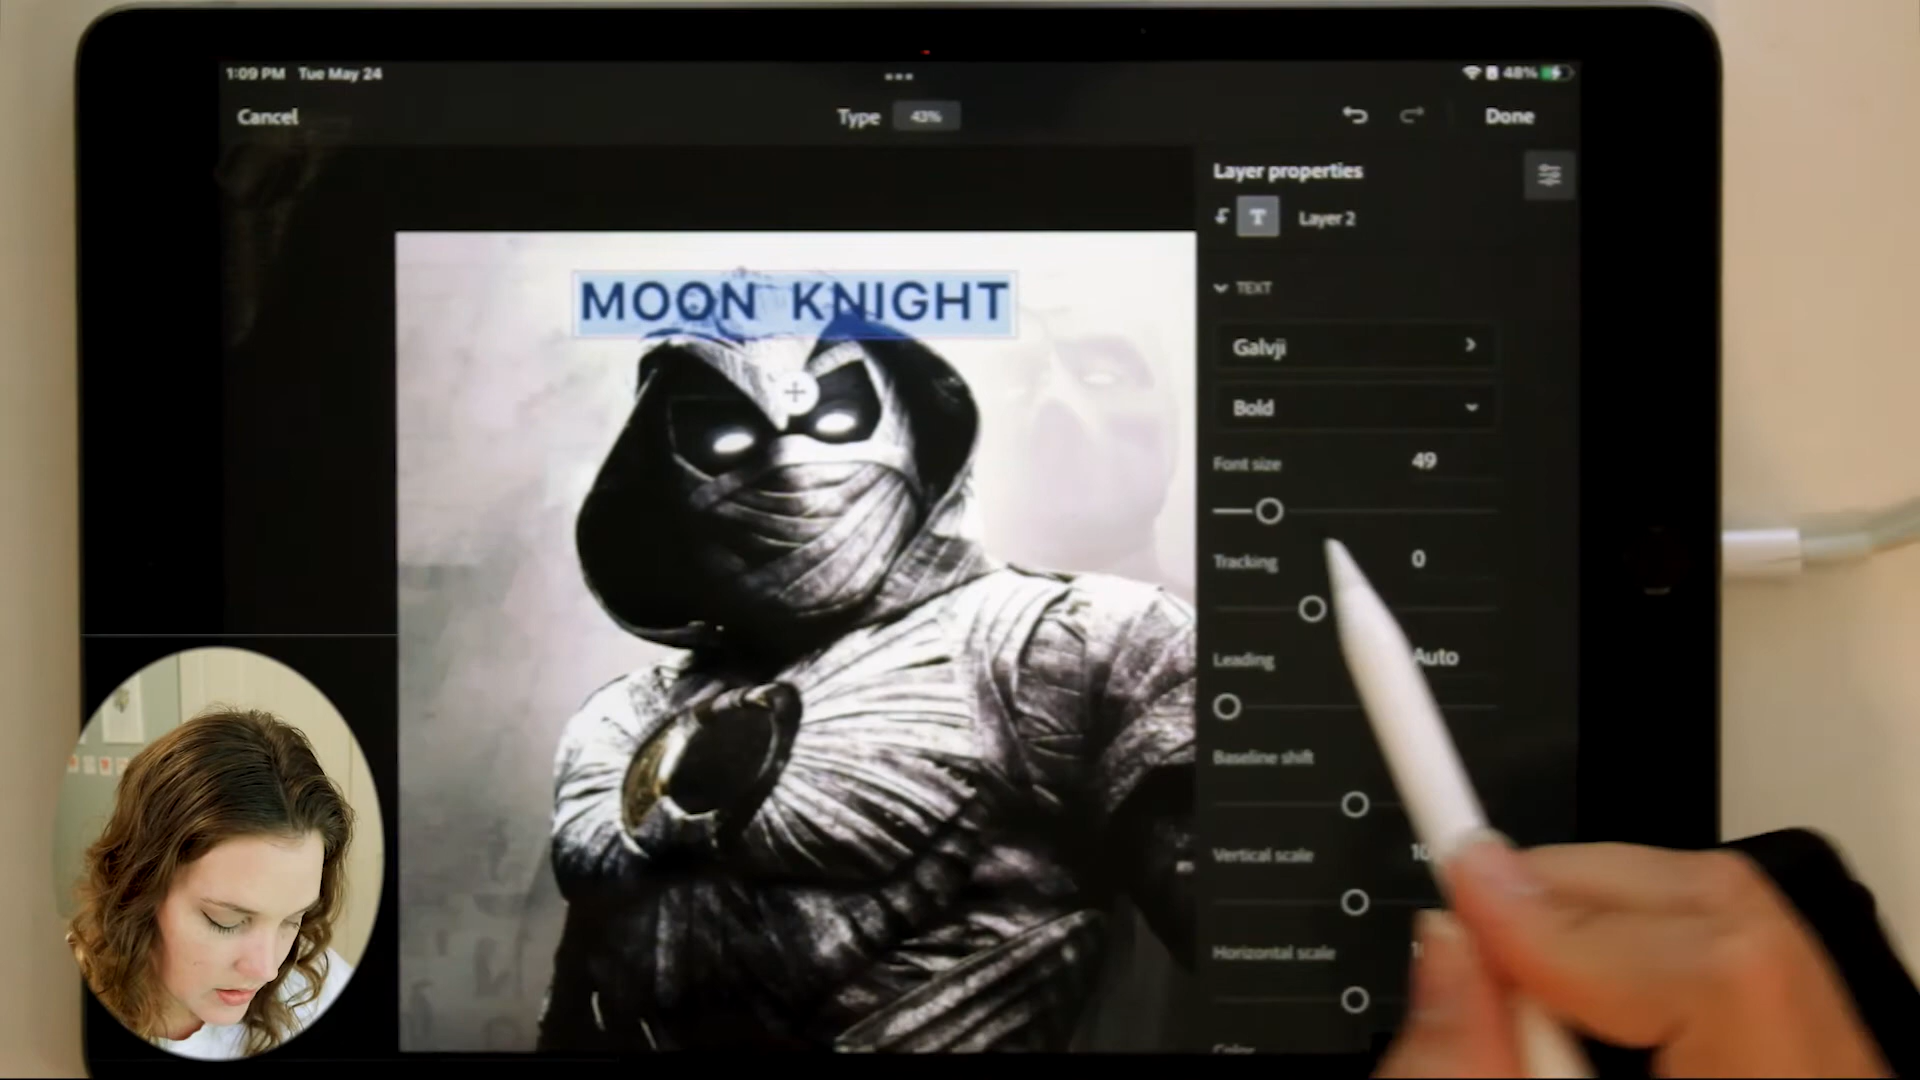 1:09 PM Tue May 24
48%
Cancel
Type 43%
Done
Layer properties
T Layer 2
TEXT
MOON KNIGHT
Galvji
Bold
Font size 49
Tracking 0
Leading Auto
Baseline shift
Vertical scale
Horizontal scale
Color